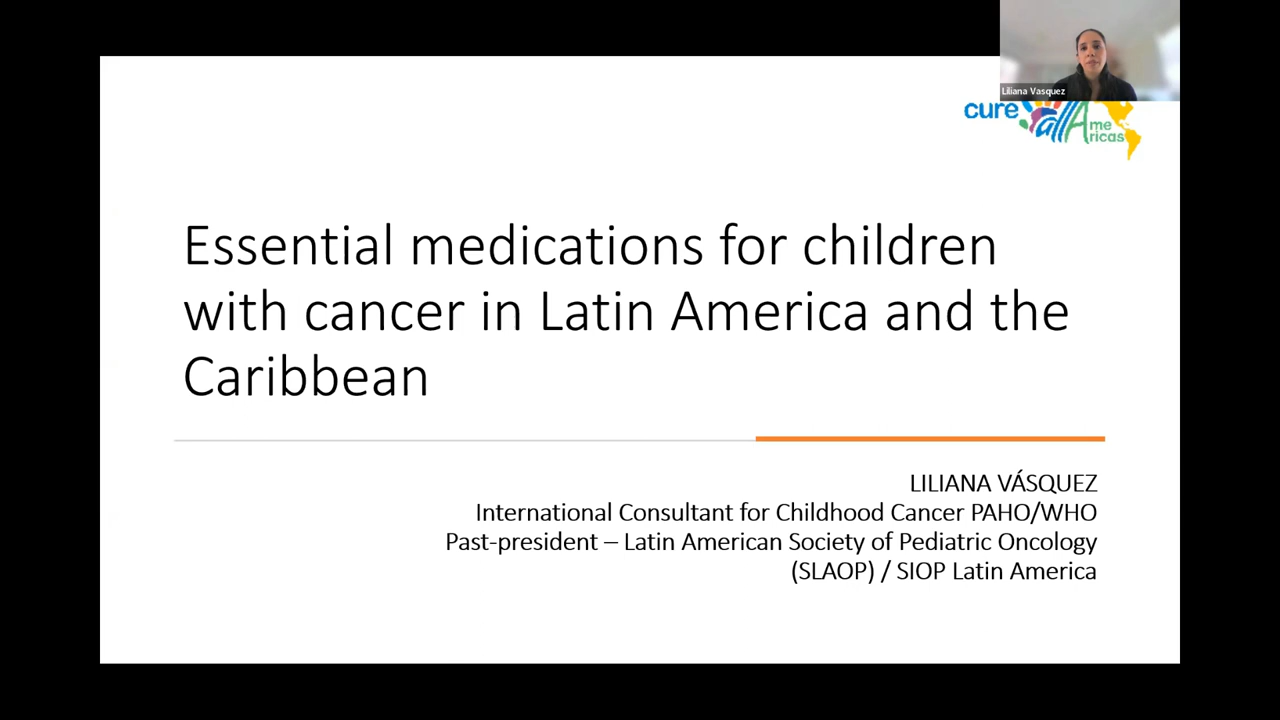 Liliana Vasquez
cure all Americas
Essential medications for children
with cancer in Latin America and the
Caribbean
LILIANA VÁSQUEZ
International Consultant for Childhood Cancer PAHO/WHO
Past-president – Latin American Society of Pediatric Oncology
(SLAOP) / SIOP Latin America